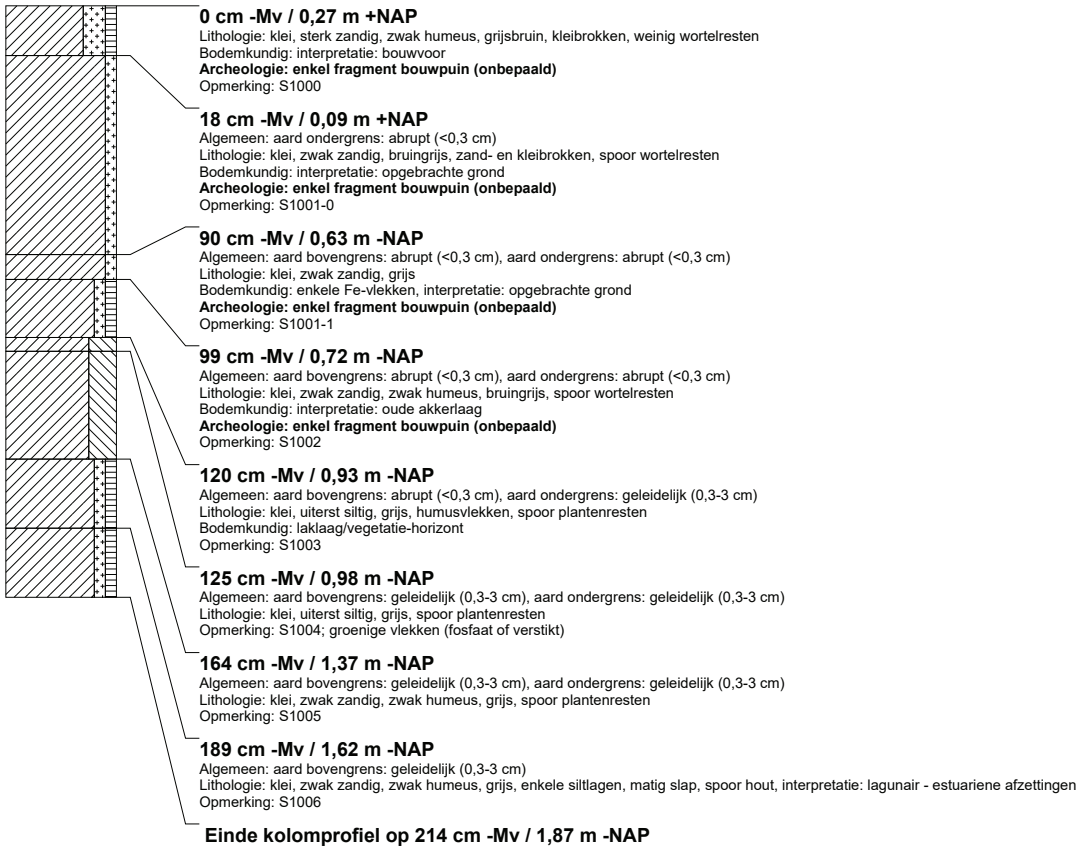 0 cm -Mv / 0,27 m +NAP
Lithologie: klei, sterk zandig, zwak humeus, grijsbruin, kleibrokken, weinig wortelresten
Bodemkundig: interpretatie: bouwvoor
Archeologie: enkel fragment bouwpuin (onbepaald)
Opmerking: S1000
18 cm -Mv / 0,09 m +NAP
Algemeen: aard ondergrens: abrupt (<0,3 cm)
Lithologie: klei, zwak zandig, bruingrijs, zand- en kleibrokken, spoor wortelresten
Bodemkundig: interpretatie: opgebrachte grond
Archeologie: enkel fragment bouwpuin (onbepaald)
Opmerking: S1001-0
90 cm -Mv / 0,63 m -NAP
Algemeen: aard bovengrens: abrupt (<0,3 cm), aard ondergrens: abrupt (<0,3 cm)
Lithologie: klei, zwak zandig, grijs
Bodemkundig: enkele Fe-vlekken, interpretatie: opgebrachte grond
Archeologie: enkel fragment bouwpuin (onbepaald)
Opmerking: S1001-1
99 cm -Mv / 0,72 m -NAP
Algemeen: aard bovengrens: abrupt (<0,3 cm), aard ondergrens: abrupt (<0,3 cm)
Lithologie: klei, zwak zandig, zwak humeus, bruingrijs, spoor wortelresten
Bodemkundig: interpretatie: oude akkerlaag
Archeologie: enkel fragment bouwpuin (onbepaald)
Opmerking: S1002
120 cm -Mv / 0,93 m -NAP
Algemeen: aard bovengrens: abrupt (<0,3 cm), aard ondergrens: geleidelijk (0,3-3 cm)
Lithologie: klei, uiterst siltig, grijs, humusvlekken, spoor plantenresten
Bodemkundig: laklaag/vegetatie-horizont
Opmerking: S1003
125 cm -Mv / 0,98 m -NAP
Algemeen: aard bovengrens: geleidelijk (0,3-3 cm), aard ondergrens: geleidelijk (0,3-3 cm)
Lithologie: klei, uiterst siltig, grijs, spoor plantenresten
Opmerking: S1004; groenige vlekken (fosfaat of verstikt)
164 cm -Mv / 1,37 m -NAP
Algemeen: aard bovengrens: geleidelijk (0,3-3 cm), aard ondergrens: geleidelijk (0,3-3 cm)
Lithologie: klei, zwak zandig, zwak humeus, grijs, spoor plantenresten
Opmerking: S1005
189 cm -Mv / 1,62 m -NAP
Algemeen: aard bovengrens: geleidelijk (0,3-3 cm)
Lithologie: klei, zwak zandig, zwak humeus, grijs, enkele siltlagen, matig slap, spoor hout, interpretatie: lagunair - estuariene afzettingen
Opmerking: S1006
Einde kolomprofiel op 214 cm -Mv / 1,87 m -NAP